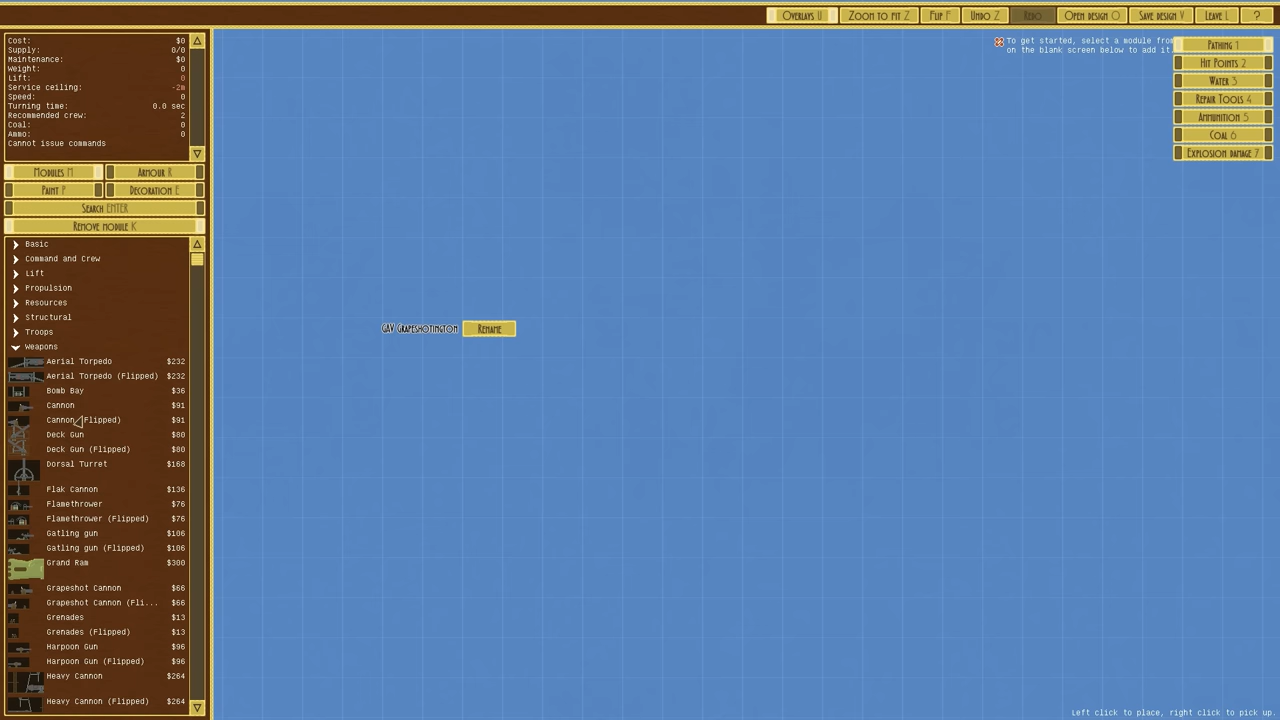 Overlays U
Zoom to fit Z
Flip F
Undo Z
Redo
Open design O
Save design V
Leave L
?
Cost: $0
Supply: 0/0
Maintenance: $0
Weight: 0
Lift: 0
Service ceiling: -2m
Speed: 0
Turning time: 0.0 sec
Recommended crew: 2
Coal: 0
Ammo: 0
Cannot issue commands
Modules M
Armour R
Paint P
Decoration E
Search ENTER
Remove module K
Basic
Command and Crew
Lift
Propulsion
Resources
Structural
Troops
Weapons
Aerial Torpedo $232
Aerial Torpedo (Flipped) $232
Bomb Bay $36
Cannon $91
Cannon (Flipped) $91
Deck Gun $80
Deck Gun (Flipped) $80
Dorsal Turret $168
Flak Cannon $136
Flamethrower $76
Flamethrower (Flipped) $76
Gatling gun $106
Gatling gun (Flipped) $106
Grand Ram $300
Grapeshot Cannon $66
Grapeshot Cannon (Fli... $66
Grenades $13
Grenades (Flipped) $13
Harpoon Gun $96
Harpoon Gun (Flipped) $96
Heavy Cannon $264
Heavy Cannon (Flipped) $264
To get started, select a module from
on the blank screen below to add it
Pathing 1
Hit Points 2
Water 3
Repair Tools 4
Ammunition 5
Coal 6
Explosion damage 7
Grapeshotington
Rename
Left click to place, right click to pick up.